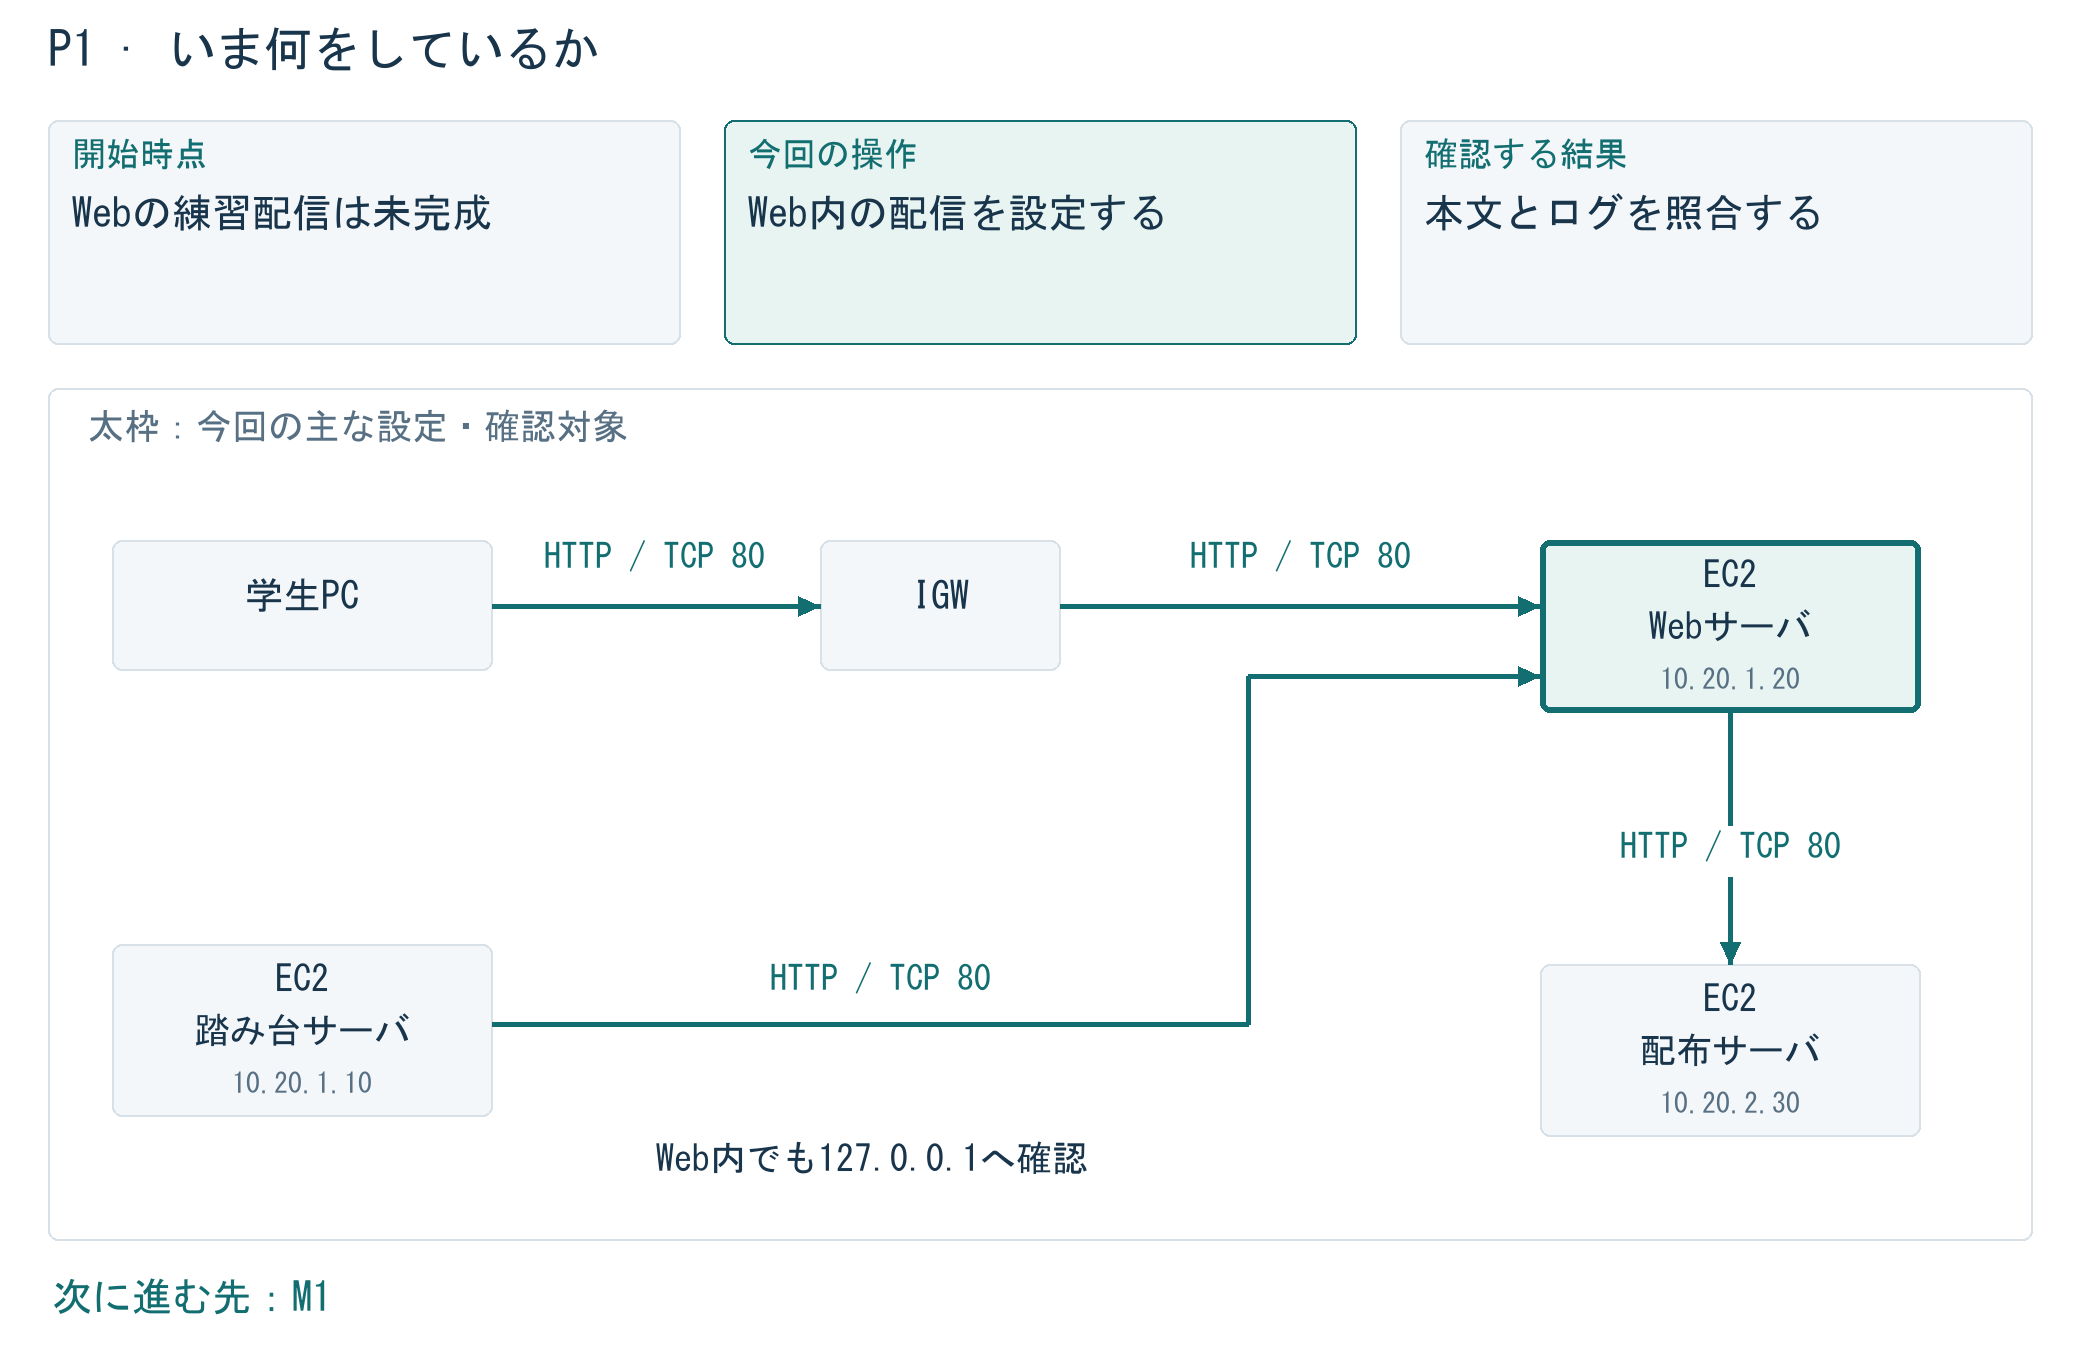 P1 · いま何をしているか
開始時点
Webの練習配信は未完成
今回の操作
Web内の配信を設定する
確認する結果
本文とログを照合する
太枠：今回の主な設定・確認対象
学生PC
HTTP / TCP 80
IGW
HTTP / TCP 80
EC2
Webサーバ
10.20.1.20
HTTP / TCP 80
EC2
踏み台サーバ
10.20.1.10
HTTP / TCP 80
EC2
配布サーバ
10.20.2.30
Web内でも127.0.0.1へ確認
次に進む先：M1